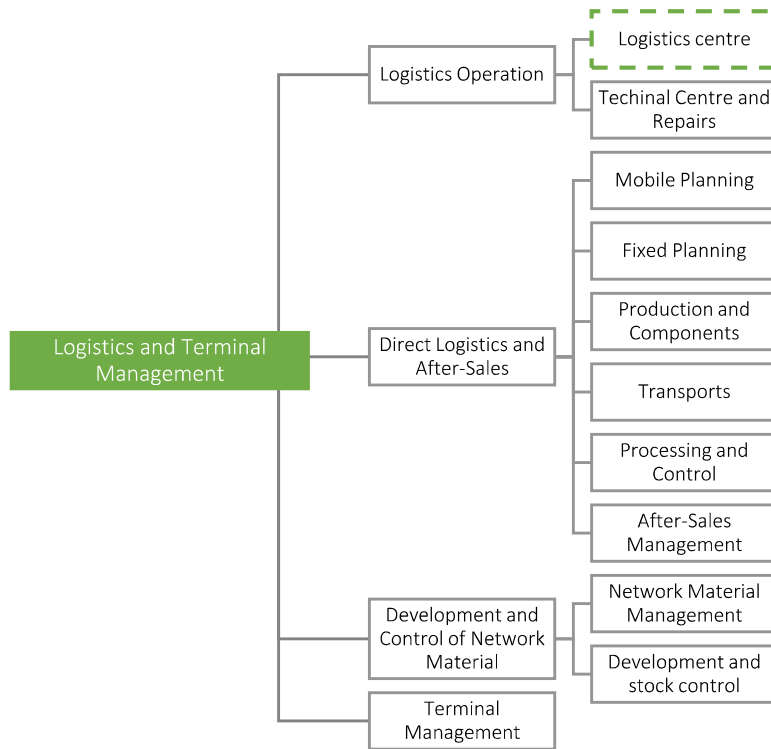 Logistics centre
Logistics Operation
Techinal Centre and
Repairs
Mobile Planning
Fixed Planning
Production and
Components
Logistics and Terminal
Management
Direct Logistics and
After-Sales
Transports
Processing and
Control
After-Sales
Management
Network Material
Management
Development and
Control of Network
Material
Development and
stock control
Terminal
Management